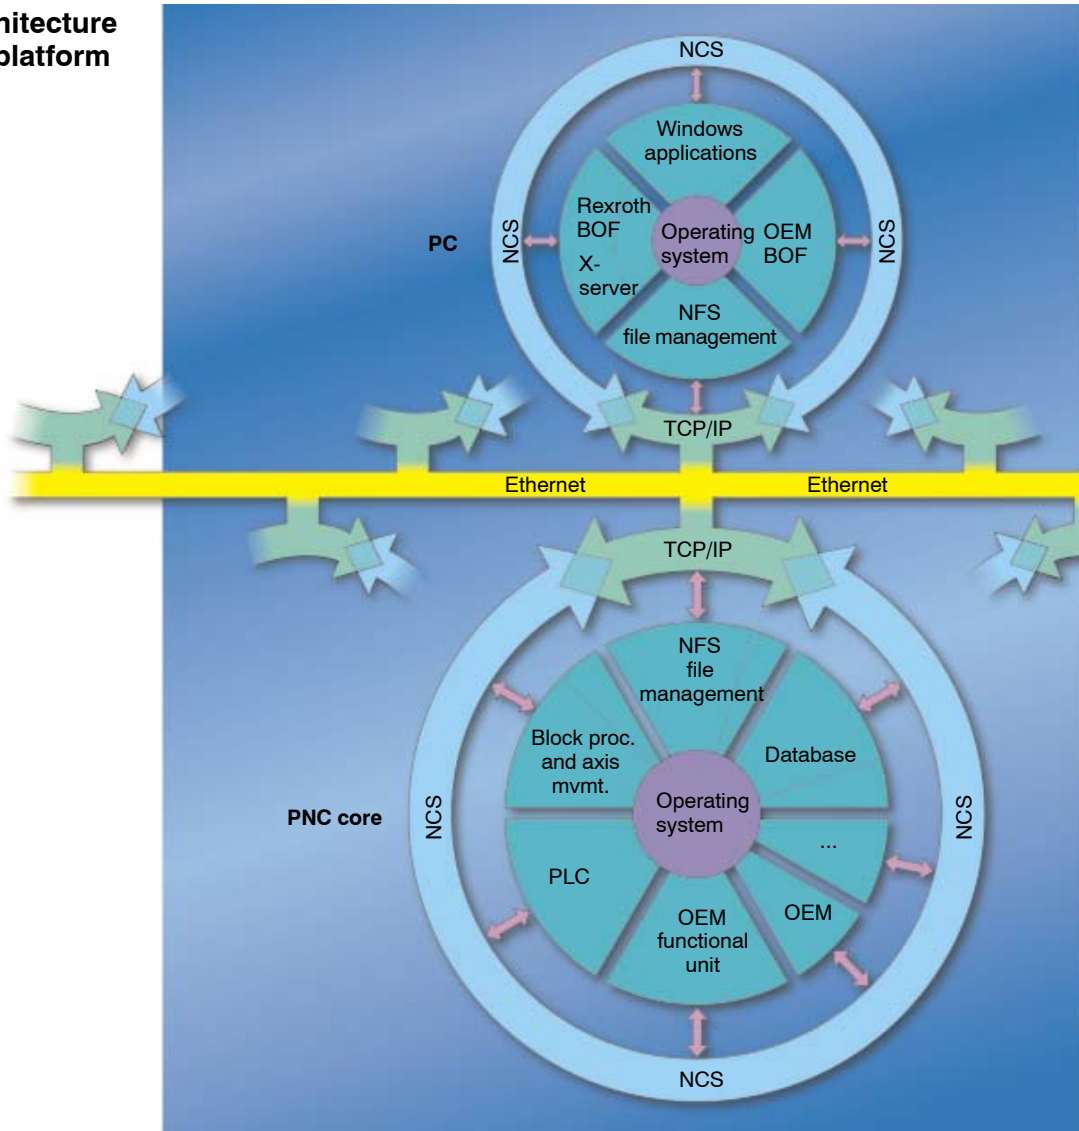 hitecture
platform
NCS
Windows
applications
Rexroth
BOF
X-
server
Operating
system
OEM
BOF
NCS
NCS
PC
NFS
file management
TCP/IP
Ethernet
Ethernet
TCP/IP
NFS
file
management
Block proc.
and axis
mvmt.
Database
PNC core
NCS
Operating
system
NCS
...
PLC
OEM
OEM
functional
unit
NCS